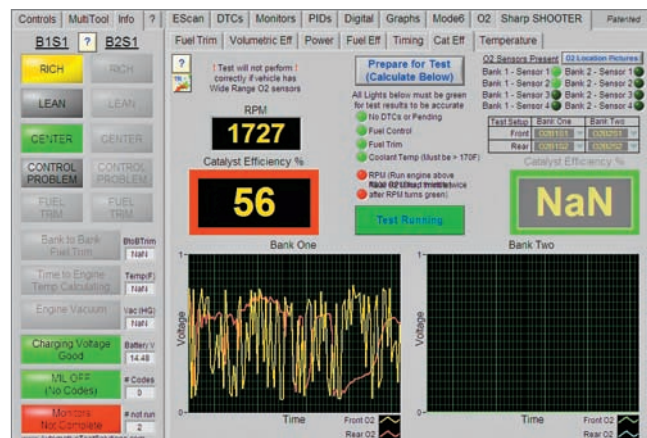 Controls MultiTool Info ?
EScan DTCs Monitors PIDs Digital Graphs Mode6 O2 Sharp SHOOTER Patented
Fuel Trim Volumetric Eff Power Fuel Eff Timing Cat Eff Temperature
B1S1 ? B2S1
RICH RICH
LEAN LEAN
CENTER CENTER
CONTROL PROBLEM CONTROL PROBLEM
FUEL TRIM FUEL TRIM
Bank to Bank Fuel Trim BtoBTrim
NaN
Time to Engine Temp Calculating Temp(F)
NaN
Engine Vacuum Vac (HG)
NaN
Charging Voltage Good Battery V
14.48
MIL OFF (No Codes) # Codes
0
Monitors Not Complete # not run
2
?
! Test will not perform !
correctly if vehicle has
Wide Range O2 sensors
RPM
1727
Catalyst Efficiency %
56
Prepare for Test
(Calculate Below)
All Lights below must be green
for test results to be accurate
No DTCs or Pending
Fuel Control
Fuel Trim
Coolant Temp (Must be > 170F)
RPM (Run engine above
after RPM turns green)
Test Running
O2 Sensors Present O2 Location Pictures
Bank 1 - Sensor 1 Bank 2 - Sensor 1
Bank 1 - Sensor 2 Bank 2 - Sensor 2
Bank 1 - Sensor 3 Bank 2 - Sensor 3
Bank 1 - Sensor 4 Bank 2 - Sensor 4
Test Setup Bank One Bank Two
Front O2B1S1 O2B2S1
Rear O2B1S2 O2B2S2
Catalyst Efficiency %
NaN
Bank One
1
Voltage
0
Time
Front O2
Rear O2
Bank Two
1
Voltage
0
Time
Front O2
Rear O2